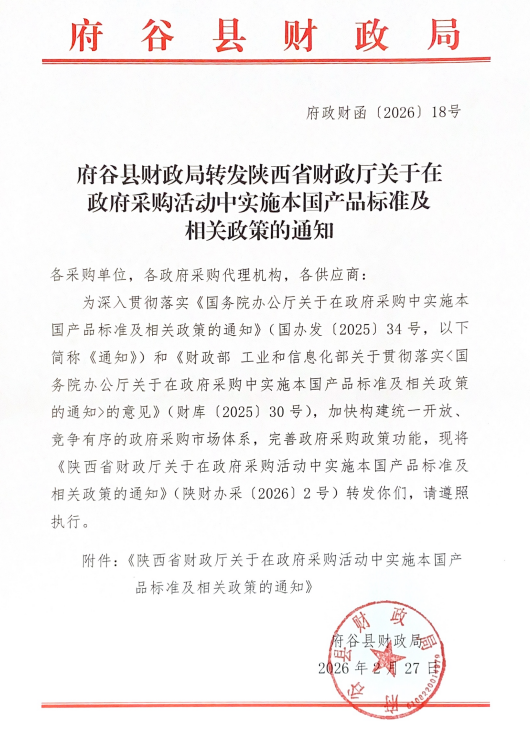 府谷县财政局
府政财函〔2026〕18号
府谷县财政局转发陕西省财政厅关于在
政府采购活动中实施本国产品标准及
相关政策的通知
各采购单位，各政府采购代理机构，各供应商：
为深入贯彻落实《国务院办公厅关于在政府采购中实施本
国产品标准及相关政策的通知》（国办发〔2025〕34号，以下
简称《通知》）和《财政部 工业和信息化部关于贯彻落实<国
务院办公厅关于在政府采购中实施本国产品标准及相关政策
的通知>的意见》（财库〔2025〕30号），加快构建统一开放、
竞争有序的政府采购市场体系，完善政府采购政策功能，现将
《陕西省财政厅关于在政府采购活动中实施本国产品标准及
相关政策的通知》（陕财办采〔2026〕2号）转发你们，请遵照
执行。
附件：《陕西省财政厅关于在政府采购活动中实施本国产
品标准及相关政策的通知》
府谷县财政局
2026年2月27日
府谷县财政局